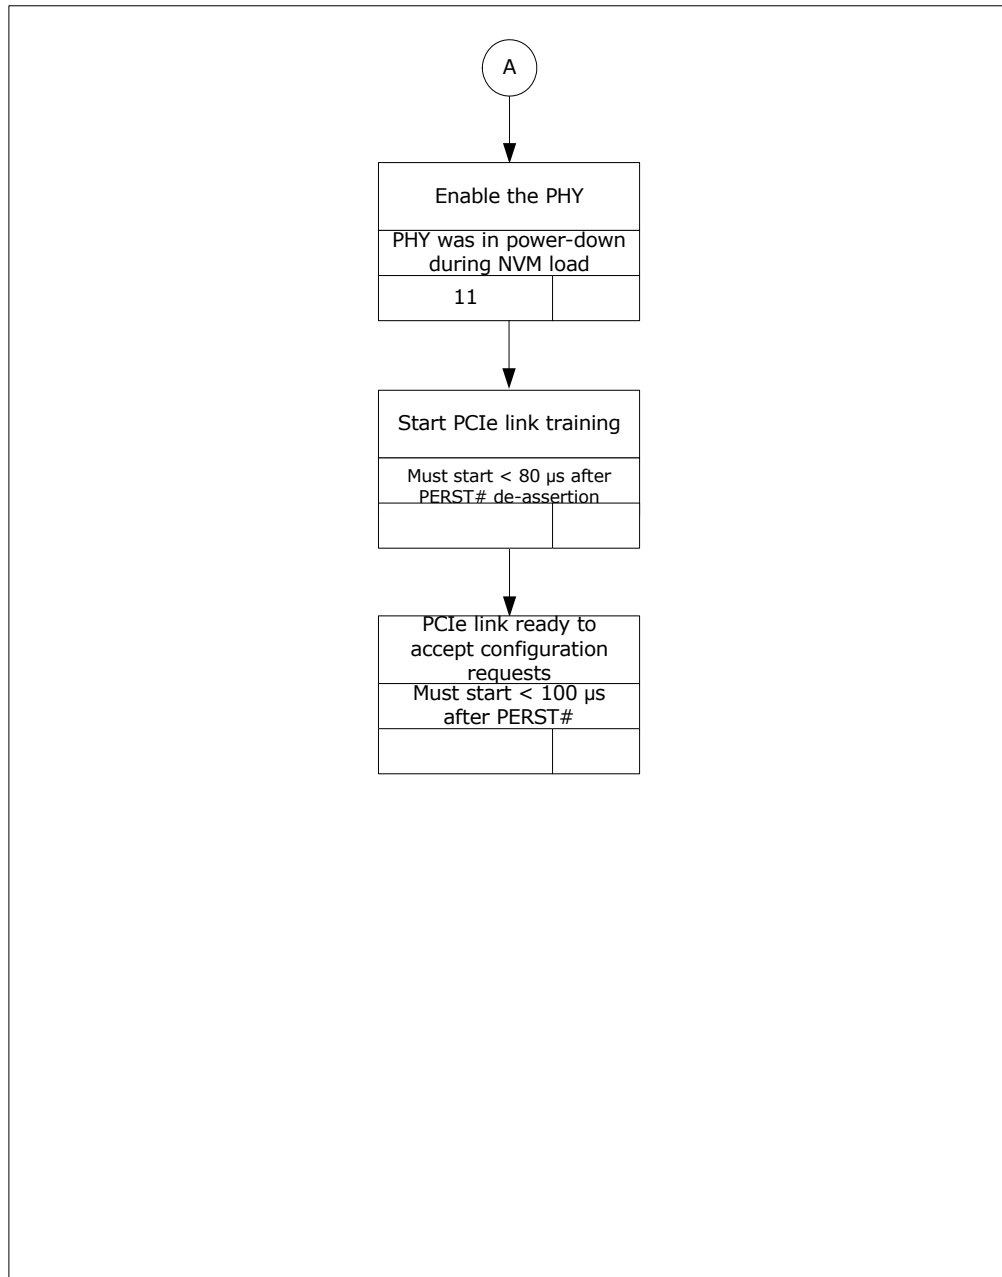 A
Enable the PHY
PHY was in power-down
during NVM load
11
Start PCIe link training
Must start < 80 µs after
PERST# de-assertion
PCIe link ready to
accept configuration
requests
Must start < 100 µs
after PERST#